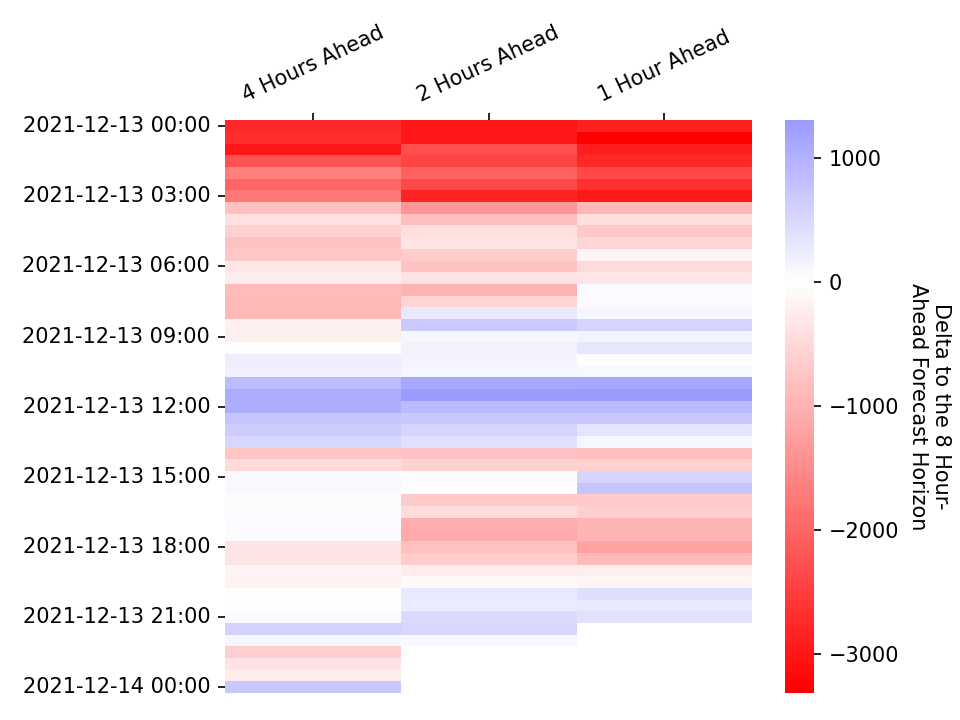 4 Hours Ahead
2 Hours Ahead
1 Hour Ahead
2021-12-13 00:00
2021-12-13 03:00
2021-12-13 06:00
2021-12-13 09:00
2021-12-13 12:00
2021-12-13 15:00
2021-12-13 18:00
2021-12-13 21:00
2021-12-14 00:00
1000
0
−1000
−2000
−3000
Delta to the 8 Hour-
Ahead Forecast Horizon